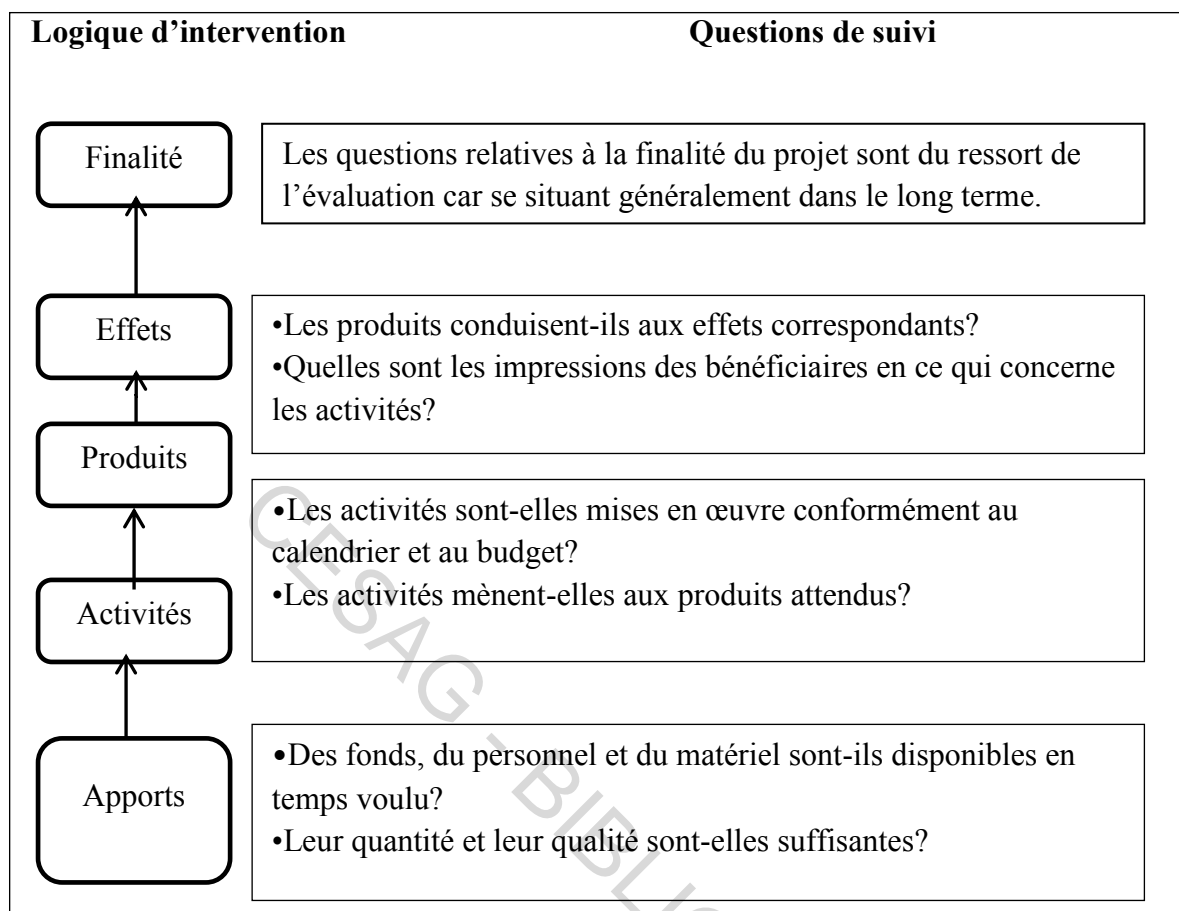 Logique d’intervention Questions de suivi
Finalité
Les questions relatives à la finalité du projet sont du ressort de
l’évaluation car se situant généralement dans le long terme.
Effets
•Les produits conduisent-ils aux effets correspondants?
•Quelles sont les impressions des bénéficiaires en ce qui concerne
les activités?
Produits
•Les activités sont-elles mises en œuvre conformément au
calendrier et au budget?
•Les activités mènent-elles aux produits attendus?
Activités
•Des fonds, du personnel et du matériel sont-ils disponibles en
temps voulu?
•Leur quantité et leur qualité sont-elles suffisantes?
Apports
CESAG - BIBLIO